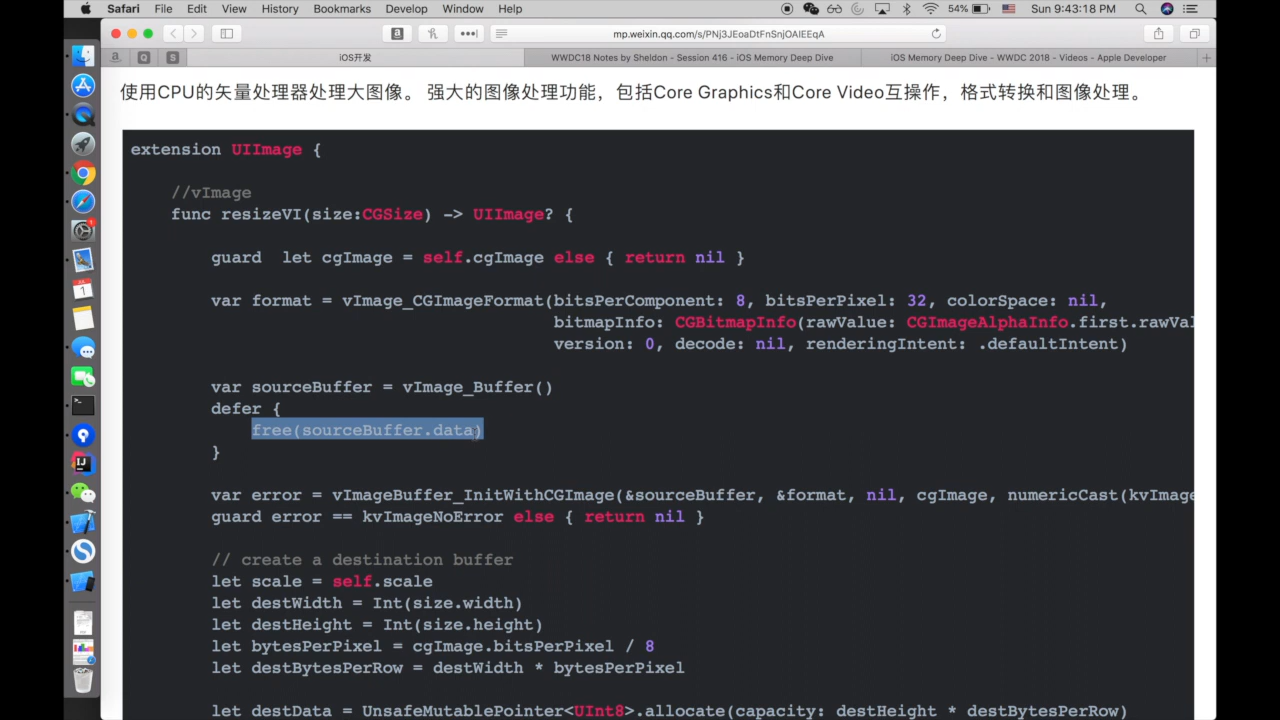 Safari File Edit View History Bookmarks Develop Window Help 54% Sun 9:43:18 PM
mp.weixin.qq.com/s/PNj3JEoaDtFnSnjOAIEEqA
a Q S iOS开发 WWDC18 Notes by Sheldon - Session 416 - iOS Memory Deep Dive iOS Memory Deep Dive - WWDC 2018 - Videos - Apple Developer
使用CPU的矢量处理器处理大图像。 强大的图像处理功能，包括Core Graphics和Core Video互操作，格式转换和图像处理。
extension UIImage {
//vImage
func resizeVI(size:CGSize) -> UIImage? {
guard  let cgImage = self.cgImage else { return nil }
var format = vImage_CGImageFormat(bitsPerComponent: 8, bitsPerPixel: 32, colorSpace: nil,
bitmapInfo: CGBitmapInfo(rawValue: CGImageAlphaInfo.first.rawVal
version: 0, decode: nil, renderingIntent: .defaultIntent)
var sourceBuffer = vImage_Buffer()
defer {
free(sourceBuffer.data)
}
var error = vImageBuffer_InitWithCGImage(&sourceBuffer, &format, nil, cgImage, numericCast(kvImage
guard error == kvImageNoError else { return nil }
// create a destination buffer
let scale = self.scale
let destWidth = Int(size.width)
let destHeight = Int(size.height)
let bytesPerPixel = cgImage.bitsPerPixel / 8
let destBytesPerRow = destWidth * bytesPerPixel
let destData = UnsafeMutablePointer<UInt8>.allocate(capacity: destHeight * destBytesPerRow)